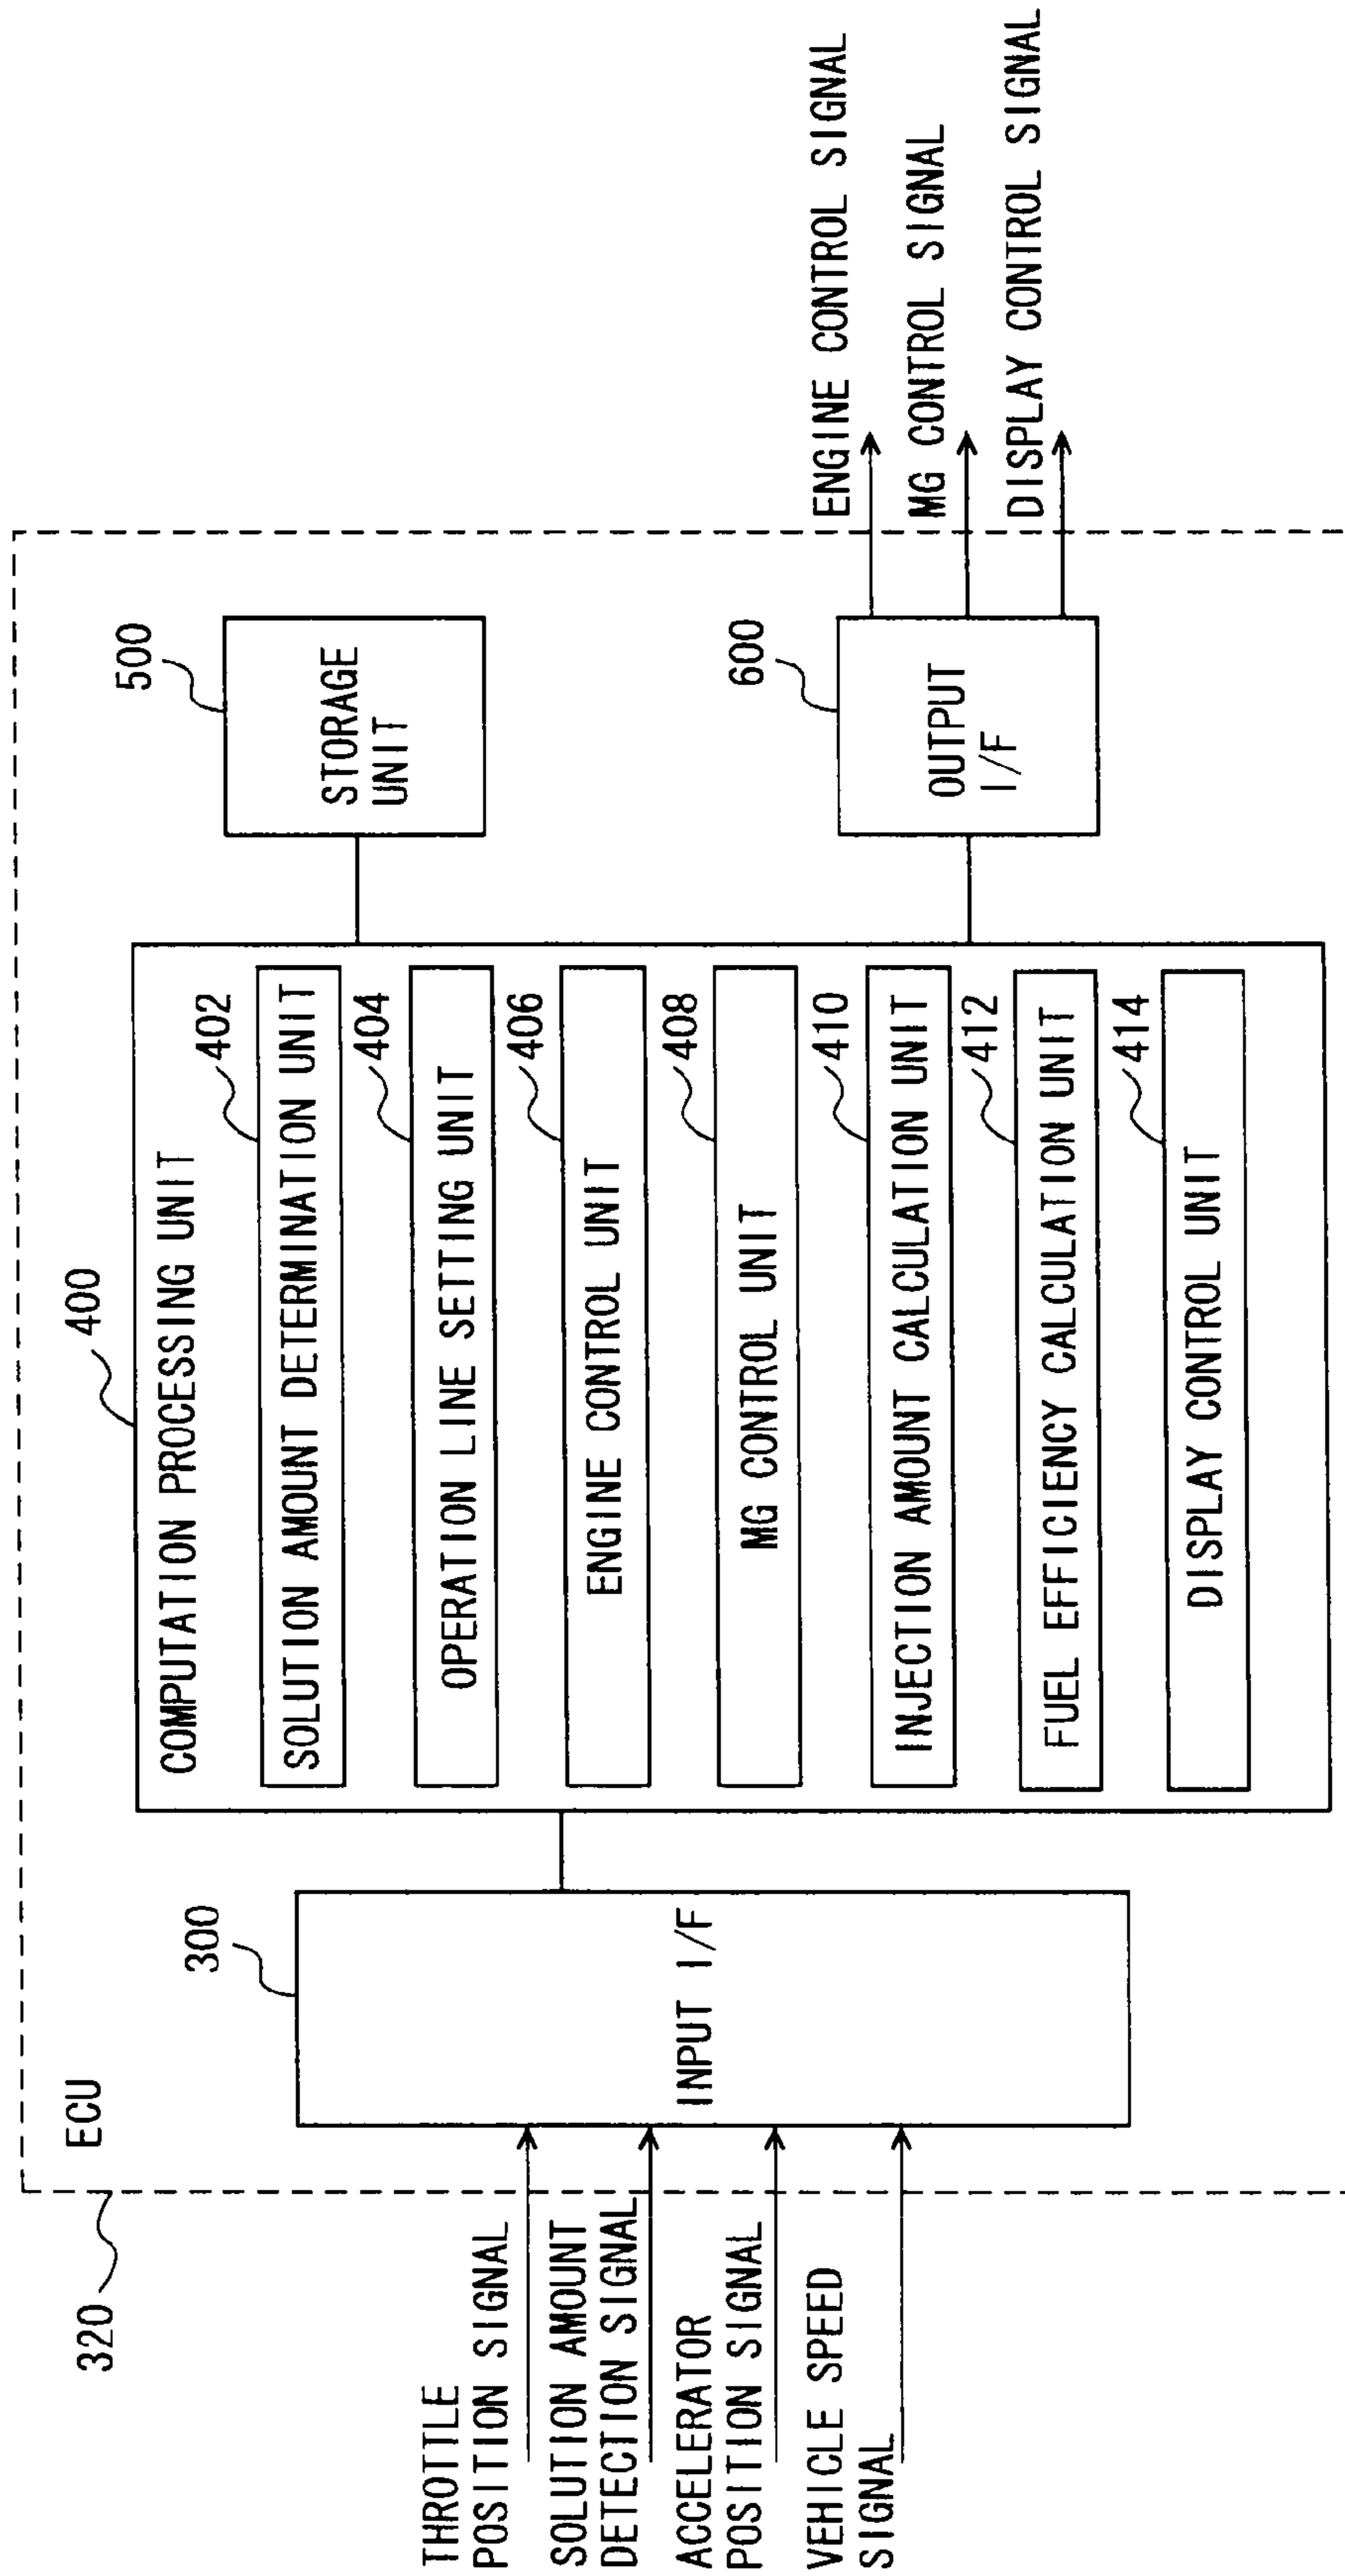 320
ECU
THROTTLE
POSITION SIGNAL
SOLUTION AMOUNT
DETECTION SIGNAL
ACCELERATOR
POSITION SIGNAL
VEHICLE SPEED
SIGNAL
300
INPUT I/F
400
COMPUTATION PROCESSING UNIT
402
SOLUTION AMOUNT DETERMINATION UNIT
404
OPERATION LINE SETTING UNIT
406
ENGINE CONTROL UNIT
408
MG CONTROL UNIT
410
INJECTION AMOUNT CALCULATION UNIT
412
FUEL EFFICIENCY CALCULATION UNIT
414
DISPLAY CONTROL UNIT
500
STORAGE
UNIT
600
OUTPUT
I/F
ENGINE CONTROL SIGNAL
MG CONTROL SIGNAL
DISPLAY CONTROL SIGNAL